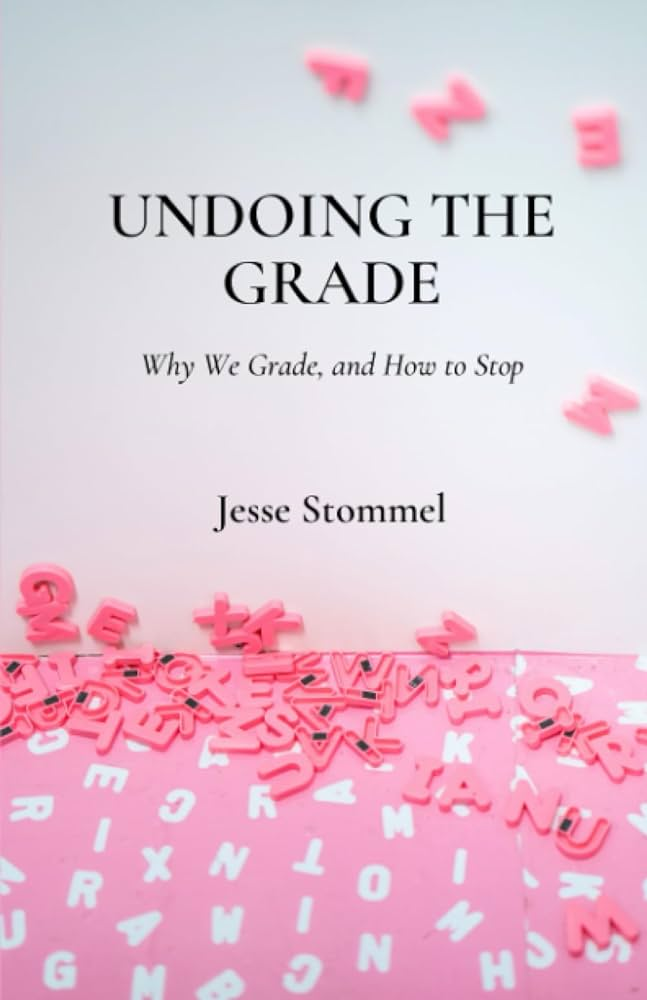 UNDOING THE
GRADE
Why We Grade, and How to Stop
Jesse Stommel